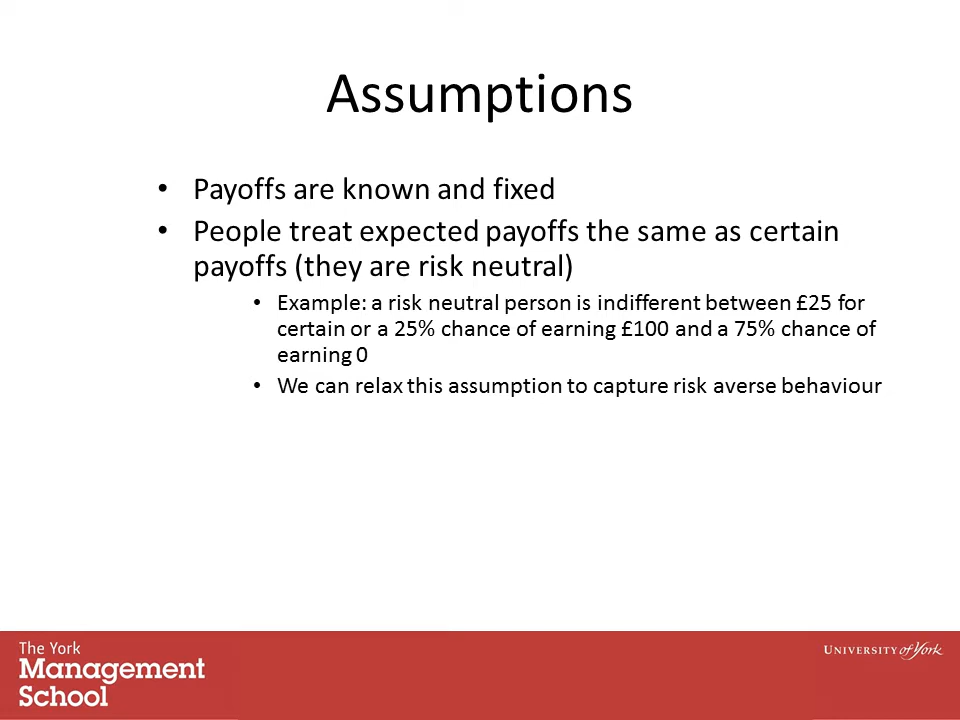 Assumptions
• Payoffs are known and fixed
• People treat expected payoffs the same as certain
payoffs (they are risk neutral)
• Example: a risk neutral person is indifferent between £25 for
certain or a 25% chance of earning £100 and a 75% chance of
earning 0
• We can relax this assumption to capture risk averse behaviour
The York
Management
School
UNIVERSITY of York